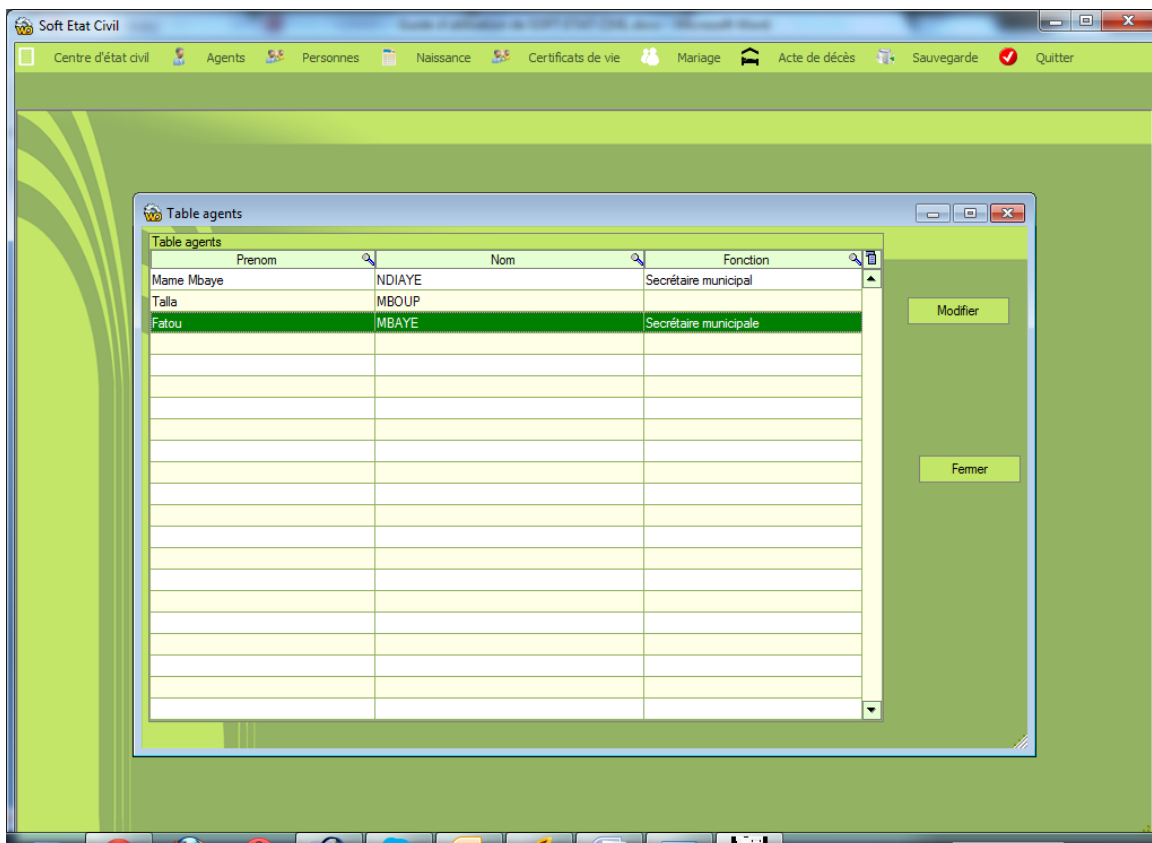 Soft Etat Civil
Centre d'état civil Agents Personnes Naissance Certificats de vie Mariage Acte de décès Sauvegarde Quitter
Table agents
Table agents
Prenom Nom Fonction
Mame Mbaye NDIAYE Secrétaire municipal
Talla MBOUP
Fatou MBAYE Secrétaire municipale
Modifier
Fermer